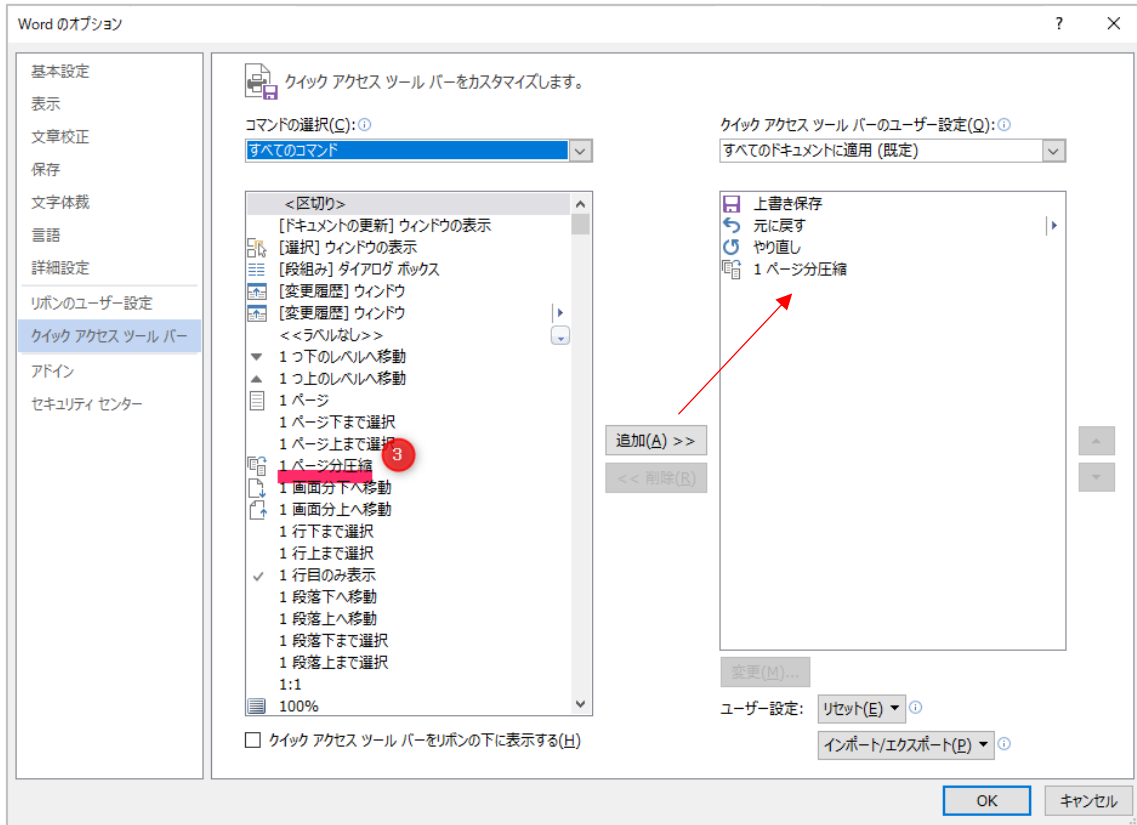 Word のオプション
?
基本設定
表示
文章校正
保存
文字体裁
言語
詳細設定
リボンのユーザー設定
クイック アクセス ツール バー
アドイン
セキュリティ センター
クイック アクセス ツール バーをカスタマイズします。
コマンドの選択(C):
すべてのコマンド
<区切り>
[ドキュメントの更新] ウィンドウの表示
[選択] ウィンドウの表示
[段組み] ダイアログ ボックス
[変更履歴] ウィンドウ
[変更履歴] ウィンドウ
<<ラベルなし>>
1 つ下のレベルへ移動
1 つ上のレベルへ移動
1 ページ
1 ページ下まで選択
1 ページ上まで選択
1 ページ分圧縮
3
1 画面分下へ移動
1 画面分上へ移動
1 行下まで選択
1 行上まで選択
1 行目のみ表示
1 段落下へ移動
1 段落上へ移動
1 段落下まで選択
1 段落上まで選択
1:1
100%
クイック アクセス ツール バーをリボンの下に表示する(H)
追加(A) >>
<< 削除(R)
クイック アクセス ツール バーのユーザー設定(Q):
すべてのドキュメントに適用 (既定)
上書き保存
元に戻す
やり直し
1 ページ分圧縮
変更(M)...
ユーザー設定:
リセット(E)
インポート/エクスポート(P)
OK
キャンセル